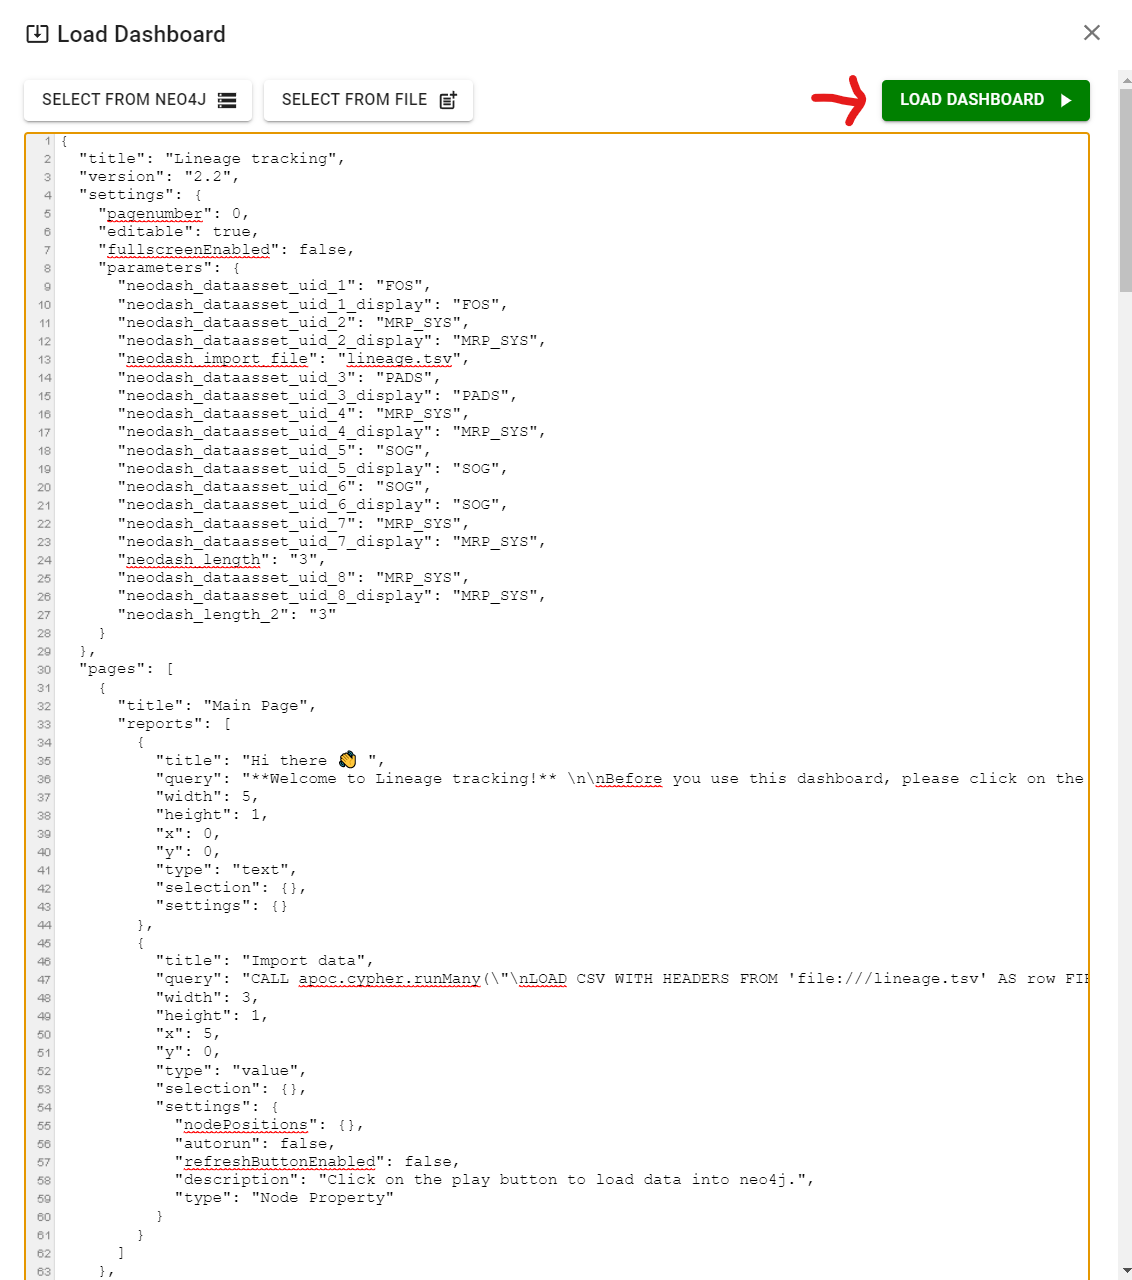 Load Dashboard
SELECT FROM NEO4J
SELECT FROM FILE
LOAD DASHBOARD
1 {
2 "title": "Lineage tracking",
3 "version": "2.2",
4 "settings": {
5 "pagenumber": 0,
6 "editable": true,
7 "fullscreenEnabled": false,
8 "parameters": {
9 "neodash_dataasset_uid_1": "FOS",
10 "neodash_dataasset_uid_1_display": "FOS",
11 "neodash_dataasset_uid_2": "MRP_SYS",
12 "neodash_dataasset_uid_2_display": "MRP_SYS",
13 "neodash_import_file": "lineage.tsv",
14 "neodash_dataasset_uid_3": "PADS",
15 "neodash_dataasset_uid_3_display": "PADS",
16 "neodash_dataasset_uid_4": "MRP_SYS",
17 "neodash_dataasset_uid_4_display": "MRP_SYS",
18 "neodash_dataasset_uid_5": "SOG",
19 "neodash_dataasset_uid_5_display": "SOG",
20 "neodash_dataasset_uid_6": "SOG",
21 "neodash_dataasset_uid_6_display": "SOG",
22 "neodash_dataasset_uid_7": "MRP_SYS",
23 "neodash_dataasset_uid_7_display": "MRP_SYS",
24 "neodash_length": "3",
25 "neodash_dataasset_uid_8": "MRP_SYS",
26 "neodash_dataasset_uid_8_display": "MRP_SYS",
27 "neodash_length_2": "3"
28 }
29 },
30 "pages": [
31 {
32 "title": "Main Page",
33 "reports": [
34 {
35 "title": "Hi there 👋 ",
36 "query": "**Welcome to Lineage tracking!** \n\nBefore you use this dashboard, please click on the
37 "width": 5,
38 "height": 1,
39 "x": 0,
40 "y": 0,
41 "type": "text",
42 "selection": {},
43 "settings": {}
44 },
45 {
46 "title": "Import data",
47 "query": "CALL apoc.cypher.runMany(\"\nLOAD CSV WITH HEADERS FROM 'file:///lineage.tsv' AS row
48 "width": 3,
49 "height": 1,
50 "x": 5,
51 "y": 0,
52 "type": "value",
53 "selection": {},
54 "settings": {
55 "nodePositions": {},
56 "autorun": false,
57 "refreshButtonEnabled": false,
58 "description": "Click on the play button to load data into neo4j.",
59 "type": "Node Property"
60 }
61 }
62 ]
63 },